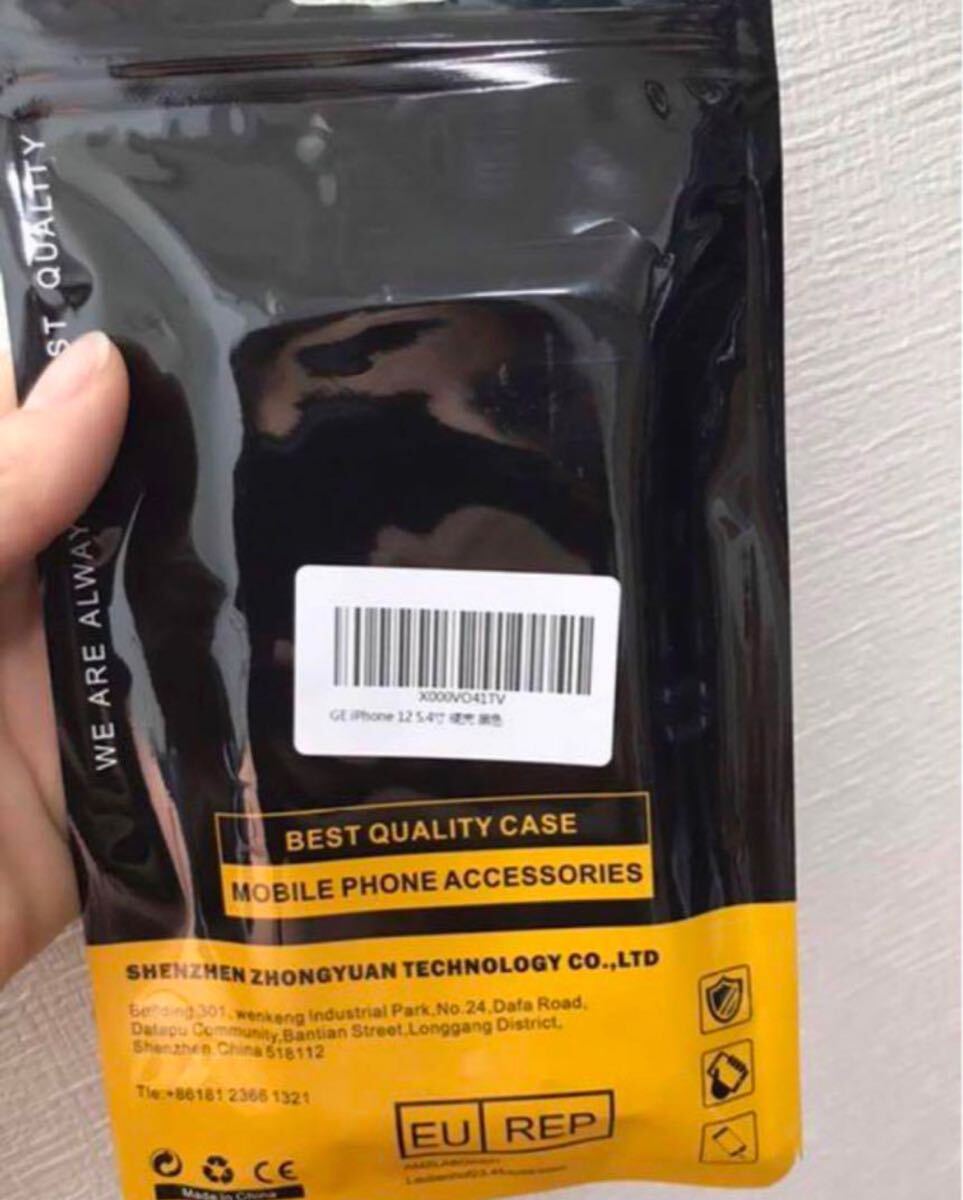 WE ARE ALWAY ST QUALITY
X000VO41TV
GE iPhone 12 5.4寸 硬壳 黑色
BEST QUALITY CASE
MOBILE PHONE ACCESSORIES
SHENZHEN ZHONGYUAN TECHNOLOGY CO.,LTD
301, wenkeng Industrial Park,No.24,Dafa Road,
Dafapu Community,Bantian Street,Longgang District,
Shenzhen,China 518112
Tle:+86181 2366 1321
EU REP
CE
Made in China